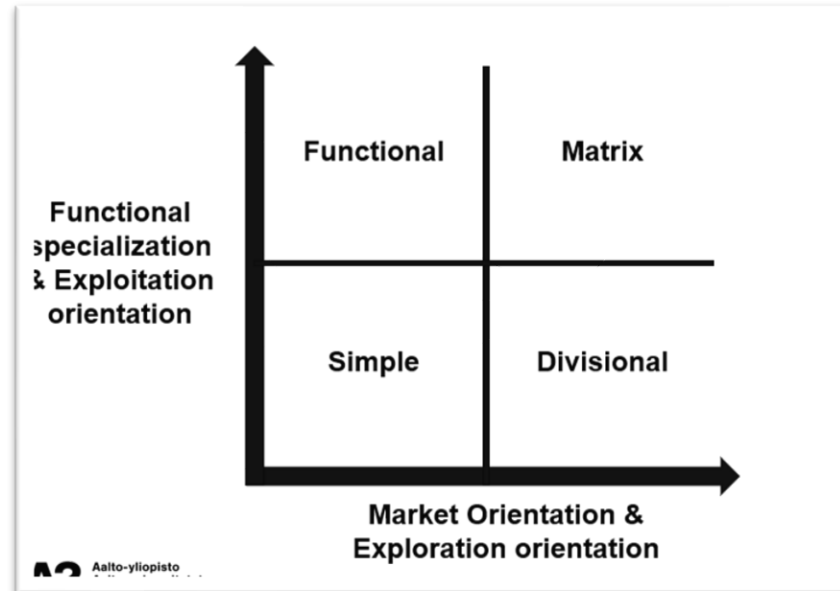 Functional
Matrix
Functional
specialization
& Exploitation
orientation
Simple
Divisional
Market Orientation &
Exploration orientation
Aalto-yliopisto